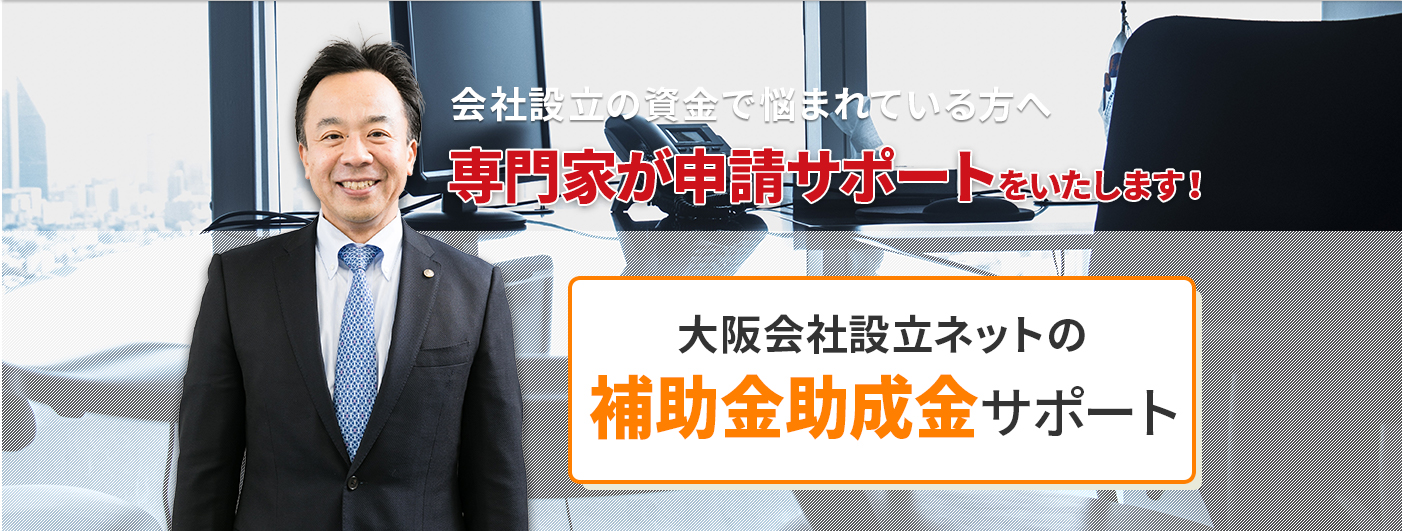 会社設立の資金で悩まれている方へ
専門家が申請サポートをいたします!
大阪会社設立ネットの
補助金助成金サポート